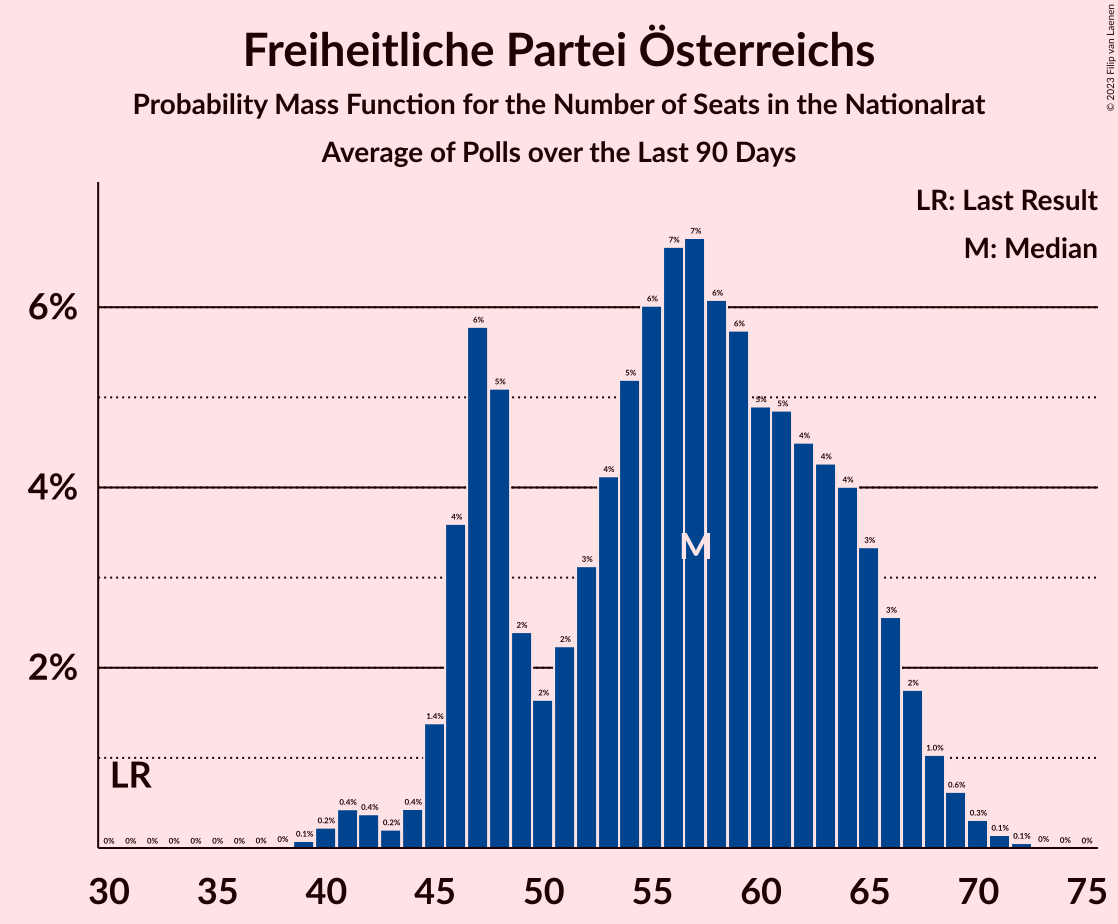 Freiheitliche Partei Österreichs
Probability Mass Function for the Number of Seats in the Nationalrat
Average of Polls over the Last 90 Days
© 2023 Filip van Laenen
LR: Last Result
M: Median
7%
7%
6% 6%
6%
6%
6%
5%
5%
5% 5%
4%
4%
4% 4%
4%
4%
M
3%
3%
3%
2%
2%
2%
2%
2%
1.4%
1.0%
LR
0.6%
0% 0% 0% 0% 0% 0% 0% 0% 0% 0.1% 0.2% 0.4% 0.4% 0.2% 0.4% 0.3% 0.1% 0.1% 0% 0% 0%
30 35 40 45 50 55 60 65 70 75